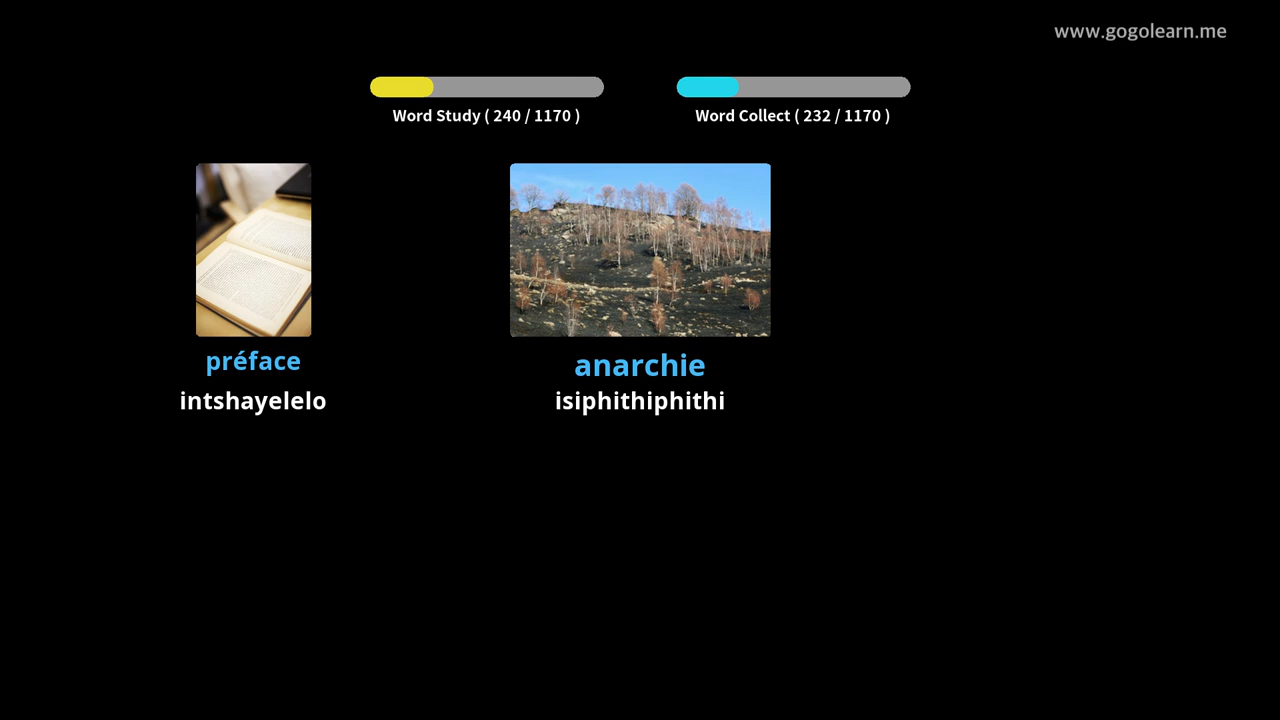 www.gogolearn.me
Word Study ( 240 / 1170 )
Word Collect ( 232 / 1170 )
préface
intshayelelo
anarchie
isiphithiphithi